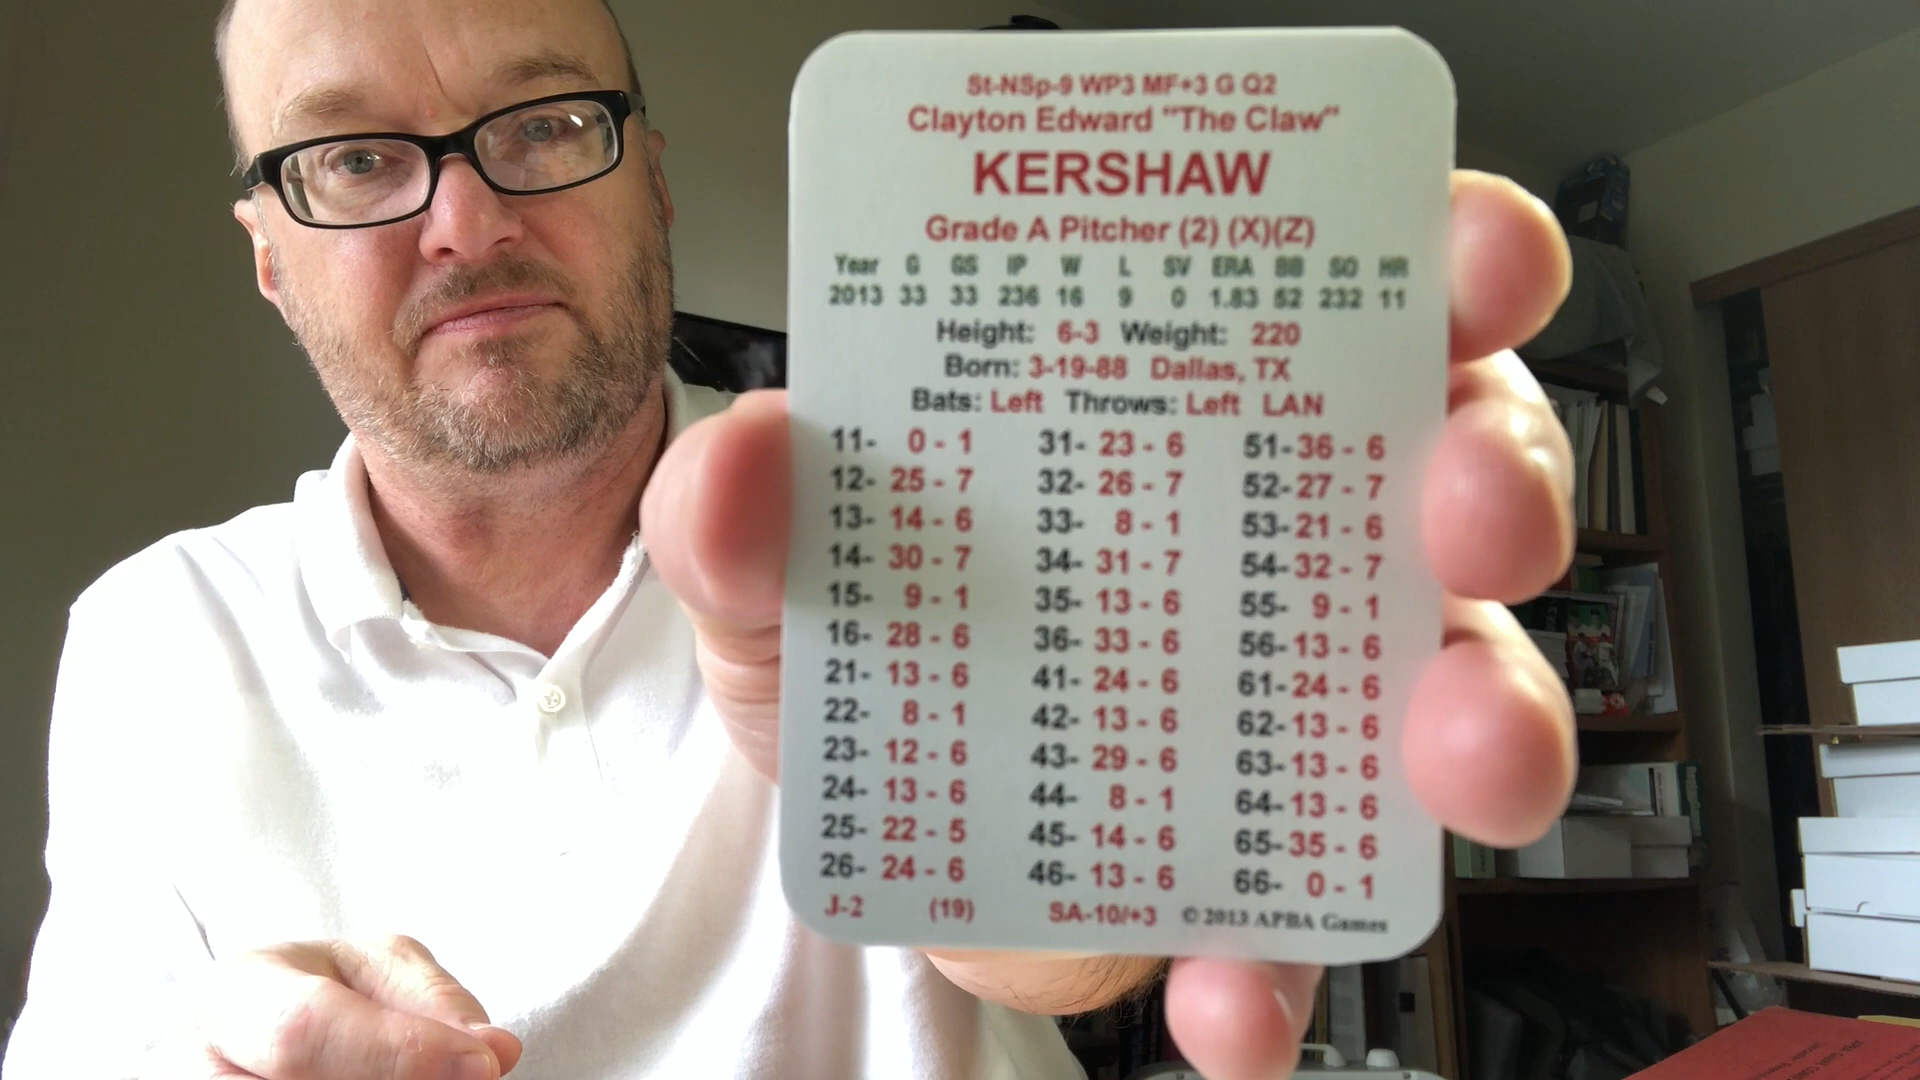 St-NSp-9 WP3 MF+3 G Q2
Clayton Edward "The Claw"
KERSHAW
Grade A Pitcher (2) (X)(Z)
Year G GS IP W L SV ERA BB SO HR
2013 33 33 236 16 9 0 1.83 52 232 11
Height: 6-3 Weight: 220
Born: 3-19-88 Dallas, TX
Bats: Left Throws: Left LAN
11- 0 - 1 31- 23 - 6 51- 36 - 6
12- 25 - 7 32- 26 - 7 52- 27 - 7
13- 14 - 6 33- 8 - 1 53- 21 - 6
14- 30 - 7 34- 31 - 7 54- 32 - 7
15- 9 - 1 35- 13 - 6 55- 9 - 1
16- 28 - 6 36- 33 - 6 56- 13 - 6
21- 13 - 6 41- 24 - 6 61- 24 - 6
22- 8 - 1 42- 13 - 6 62- 13 - 6
23- 12 - 6 43- 29 - 6 63- 13 - 6
24- 13 - 6 44- 8 - 1 64- 13 - 6
25- 22 - 5 45- 14 - 6 65- 35 - 6
26- 24 - 6 46- 13 - 6 66- 0 - 1
J-2 (19) SA-10/+3 © 2013 APBA Games